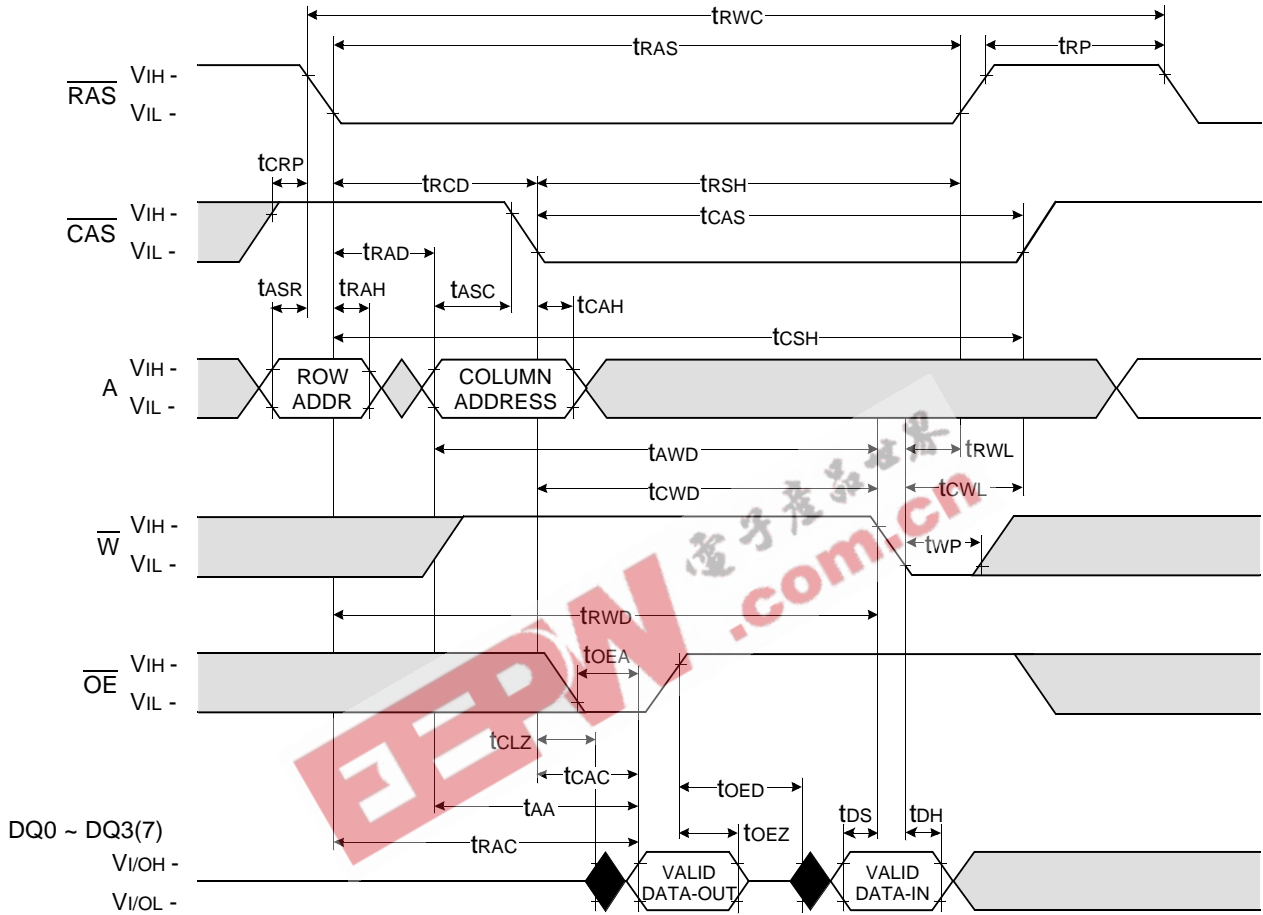 tRWC
tRAS
tRP
RAS
VIH -
VIL -
tCRP
tRCD
tRSH
CAS
VIH -
VIL -
tCAS
tRAD
tASR
tRAH
tASC
tCAH
tCSH
A
VIH -
VIL -
ROW
ADDR
COLUMN
ADDRESS
tAWD
tRWL
tCWD
tCWL
W
VIH -
VIL -
tWP
電子產品世界
.com.cn
tRWD
OE
VIH -
VIL -
tOEA
EEPW
tCLZ
tCAC
tOED
tAA
tDS
tDH
DQ0 ~ DQ3(7)
tRAC
tOEZ
VI/OH -
VI/OL -
VALID
DATA-OUT
VALID
DATA-IN